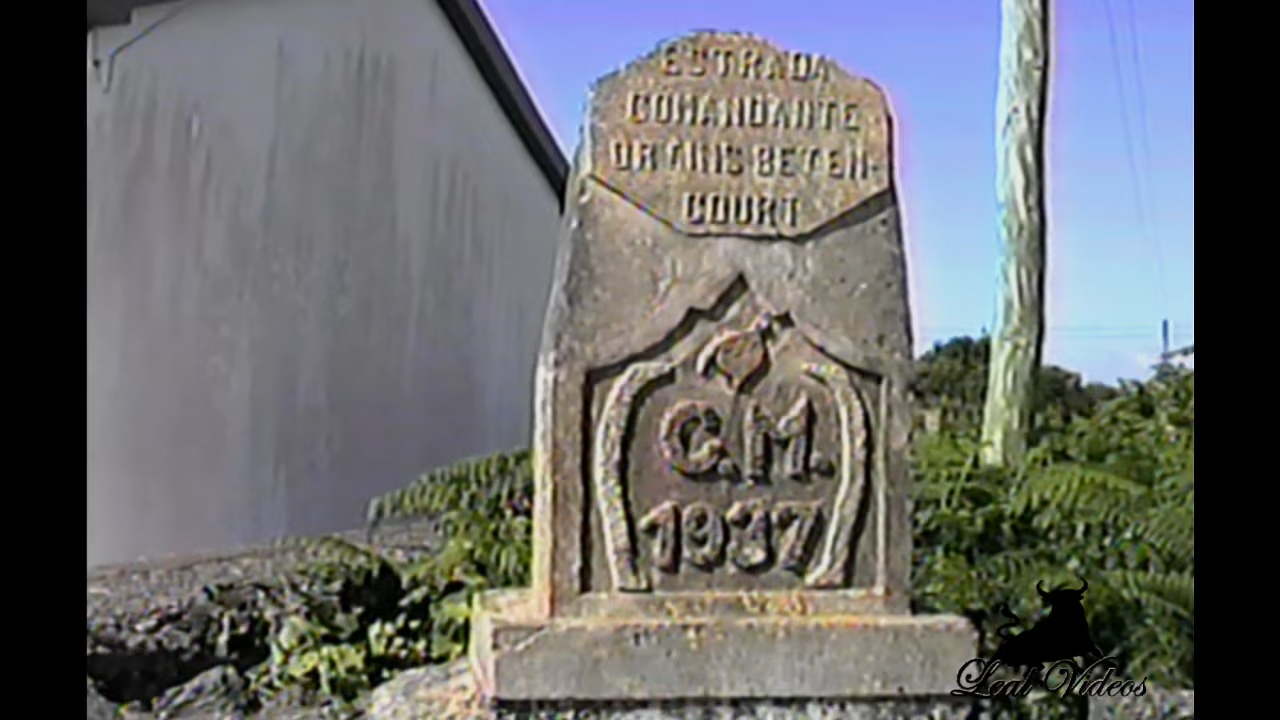 ESTRADA
COMANDANTE
ORTINS BETEN-
COURT
C.M.
1937
Leal Videos